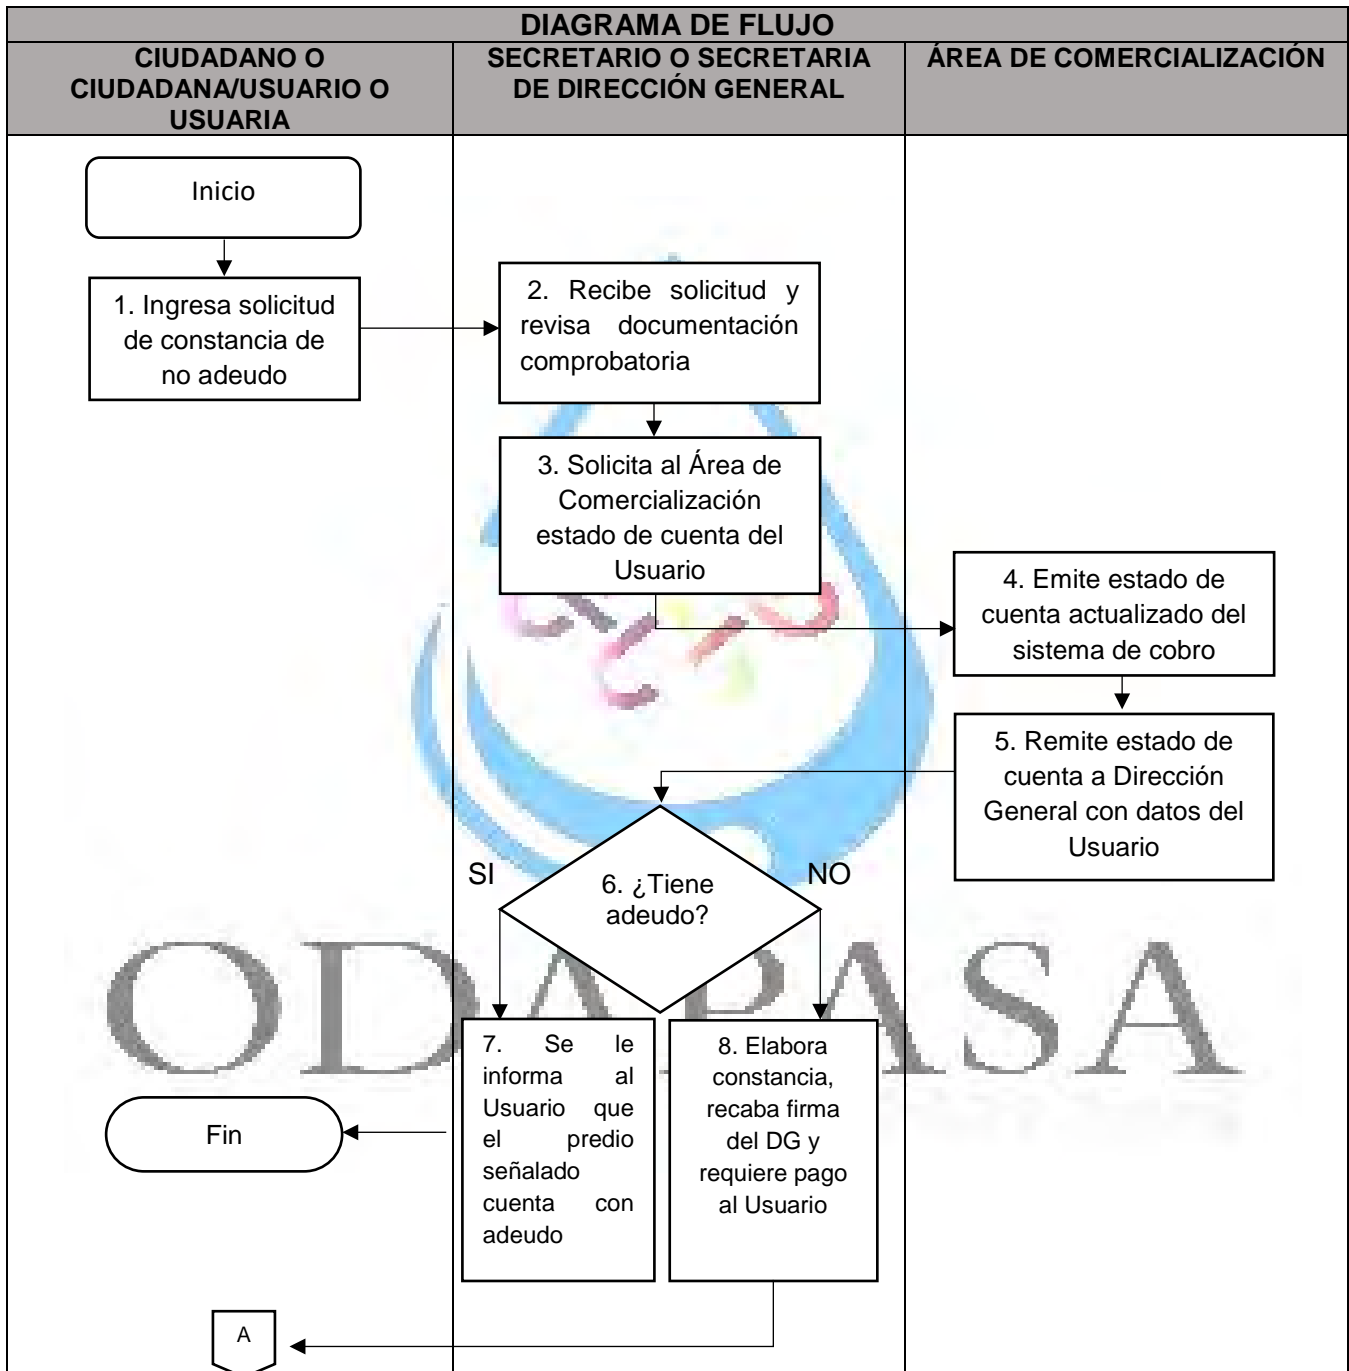 DIAGRAMA DE FLUJO
CIUDADANO O
CIUDADANA/USUARIO O
USUARIA
SECRETARIO O SECRETARIA
DE DIRECCIÓN GENERAL
ÁREA DE COMERCIALIZACIÓN
Inicio
1. Ingresa solicitud
de constancia de
no adeudo
2. Recibe solicitud y
revisa documentación
comprobatoria
3. Solicita al Área de
Comercialización
estado de cuenta del
Usuario
4. Emite estado de
cuenta actualizado del
sistema de cobro
5. Remite estado de
cuenta a Dirección
General con datos del
Usuario
SI
6. ¿Tiene
adeudo?
NO
ODAPASA
7. Se le
informa al
Usuario que
el predio
señalado
cuenta con
adeudo
8. Elabora
constancia,
recaba firma
del DG y
requiere pago
al Usuario
Fin
A